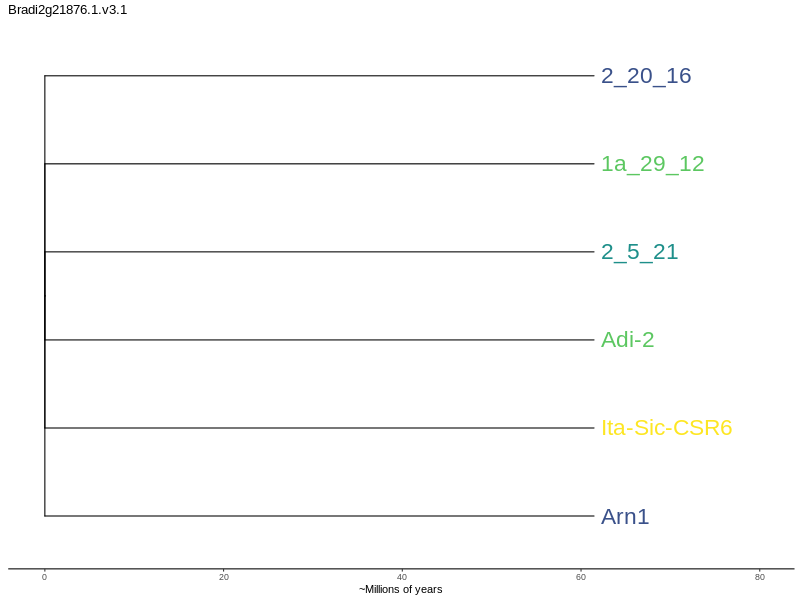 Bradi2g21876.1.v3.1
2_20_16
1a_29_12
2_5_21
Adi-2
Ita-Sic-CSR6
Arn1
0 20 40 60 80
~Millions of years